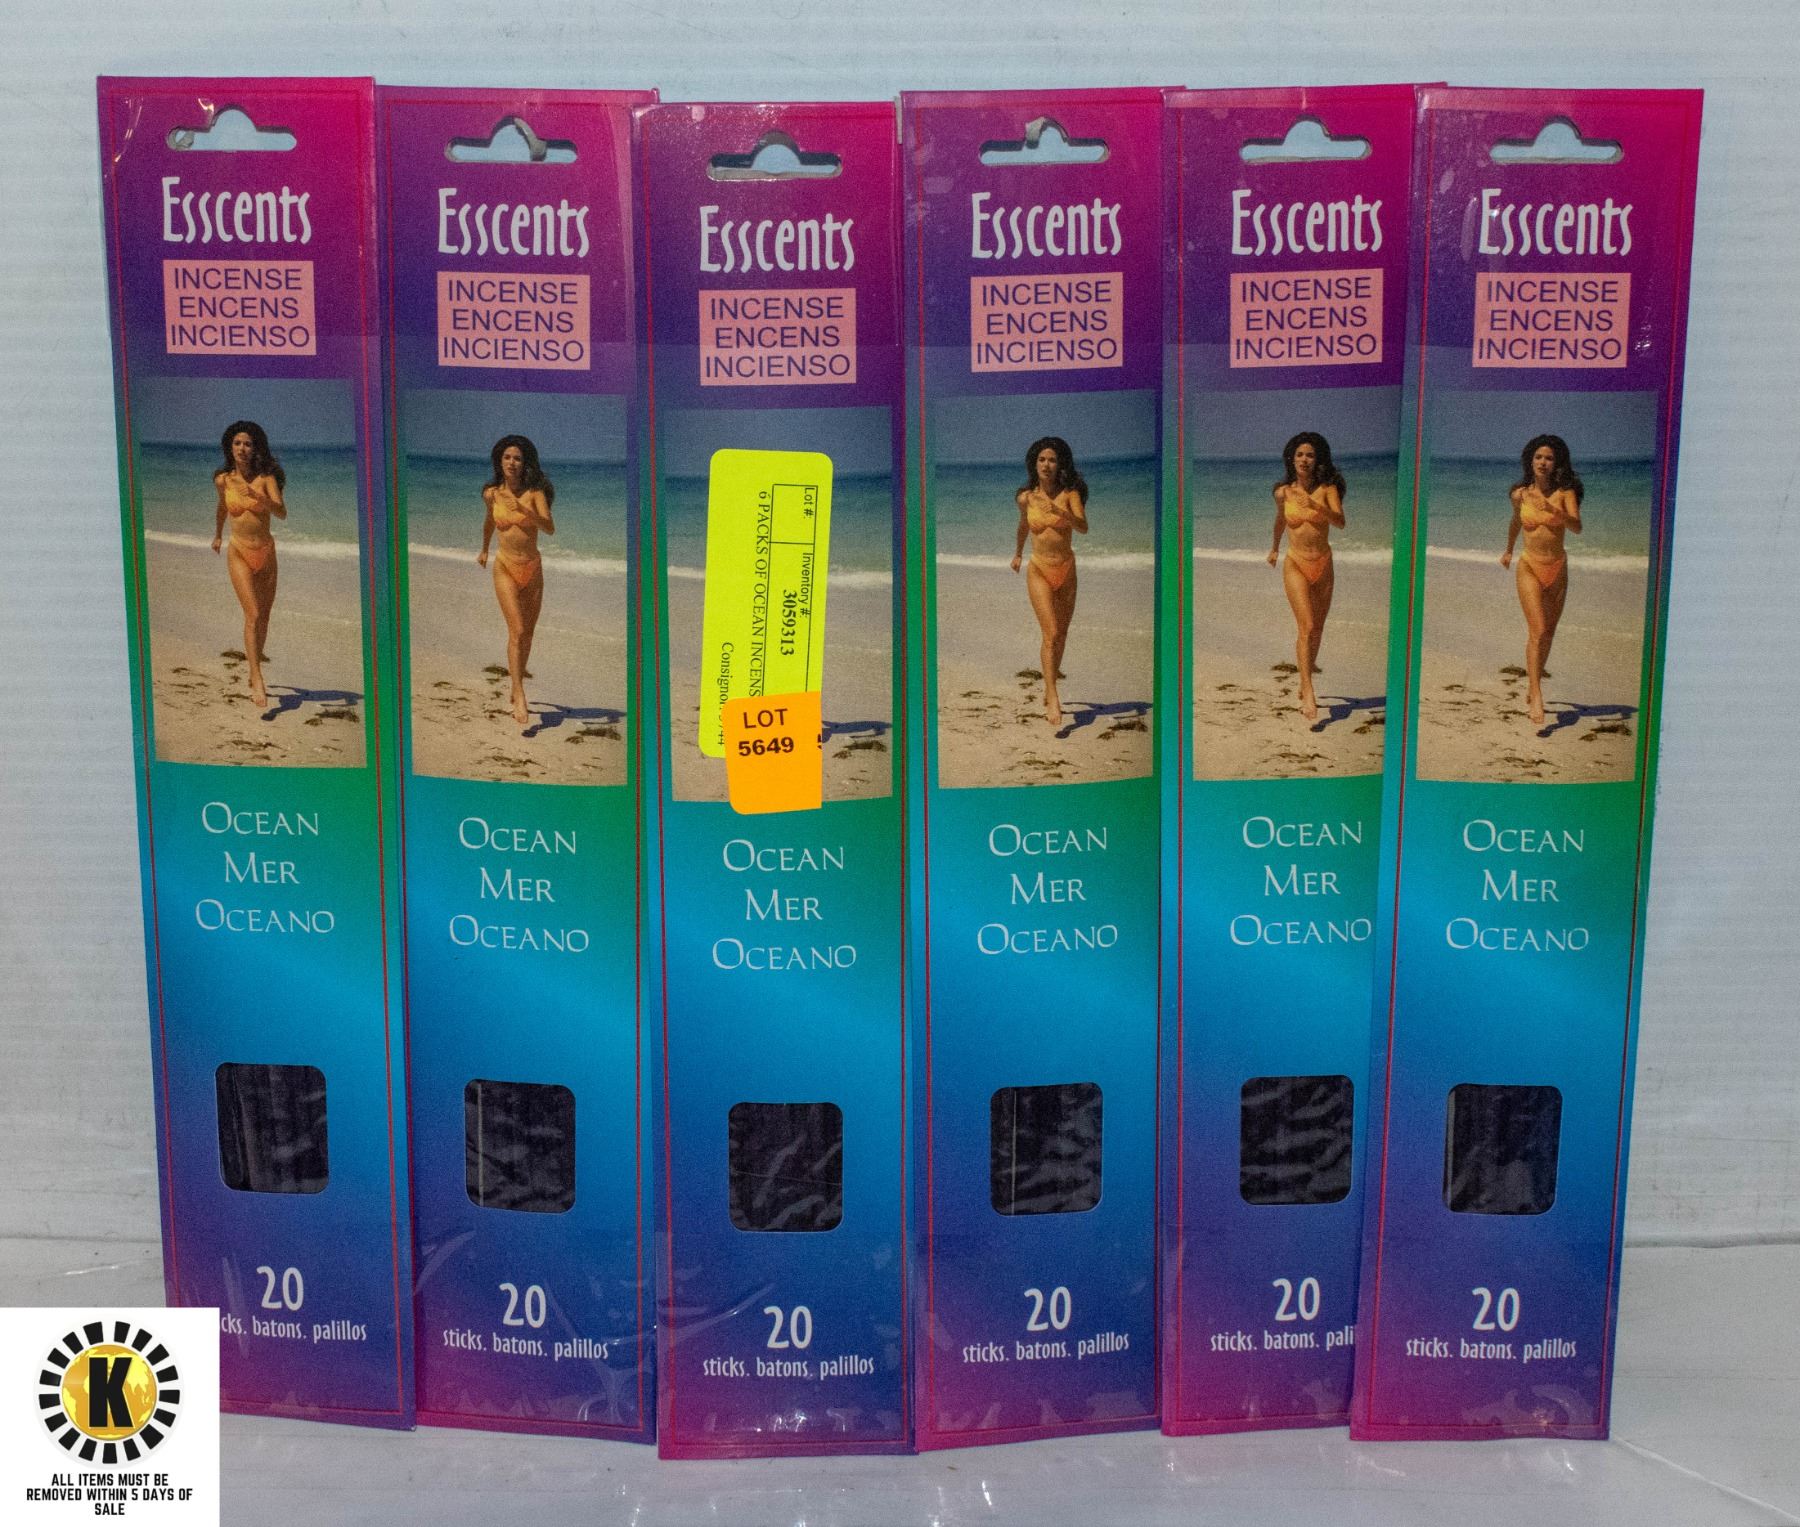 Esscents
INCENSE
ENCENS
INCIENSO
OCEAN
MER
OCEANO
20
batons. palillos
Esscents
INCENSE
ENCENS
INCIENSO
OCEAN
MER
OCEANO
20
sticks. batons. palillos
Esscents
INCENSE
ENCENS
INCIENSO
Lot #:
Inventory #:
3059313
6 PACKS OF OCEAN INCENS
LOT
5649
OCEAN
MER
OCEANO
20
sticks. batons. palillos
Esscents
INCENSE
ENCENS
INCIENSO
OCEAN
MER
OCEANO
20
sticks. batons. palillos
Esscents
INCENSE
ENCENS
INCIENSO
OCEAN
MER
OCEANO
20
sticks. batons. pali
Esscents
INCENSE
ENCENS
INCIENSO
OCEAN
MER
OCEANO
20
sticks. batons. palillos
K
ALL ITEMS MUST BE
REMOVED WITHIN 5 DAYS OF
SALE